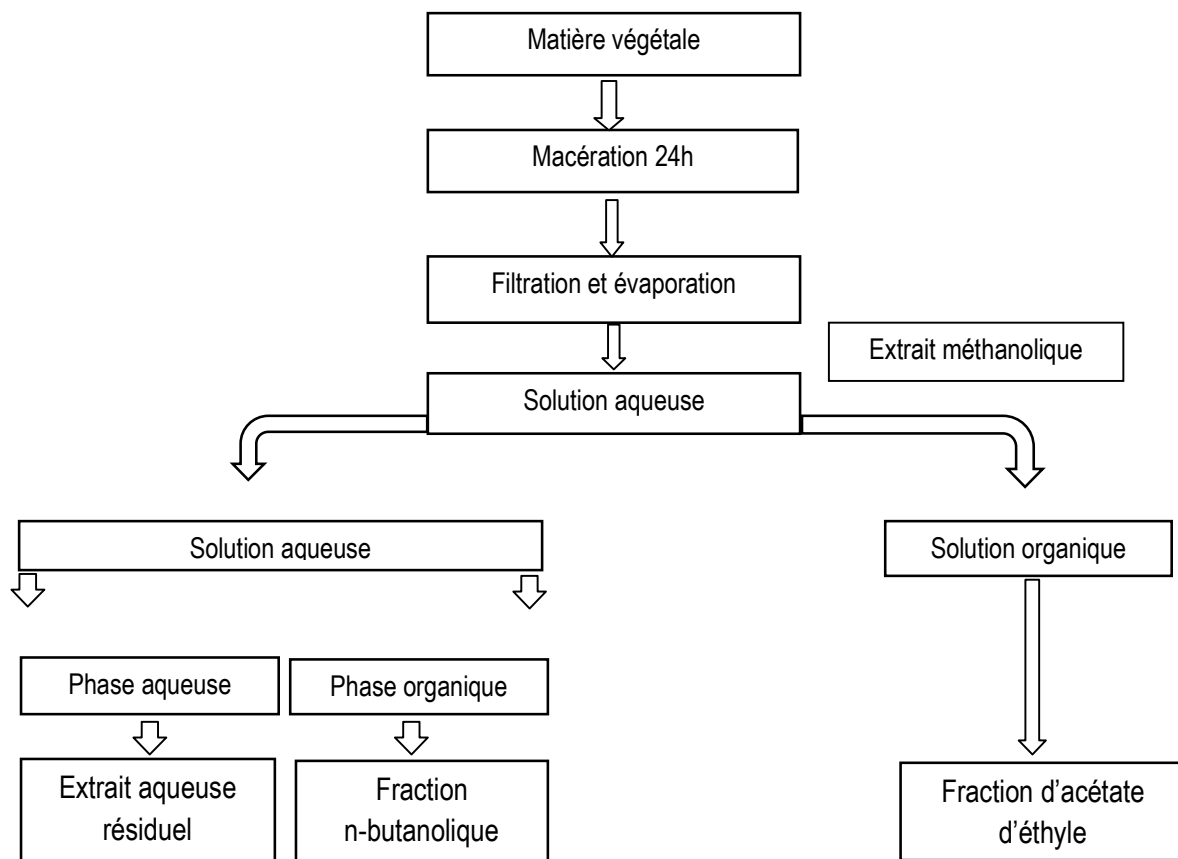 Matière végétale
Macération 24h
Filtration et évaporation
Extrait méthanolique
Solution aqueuse
Solution aqueuse
Solution organique
Phase aqueuse
Phase organique
Extrait aqueuse
résiduel
Fraction
n-butanolique
Fraction d'acétate
d'éthyle